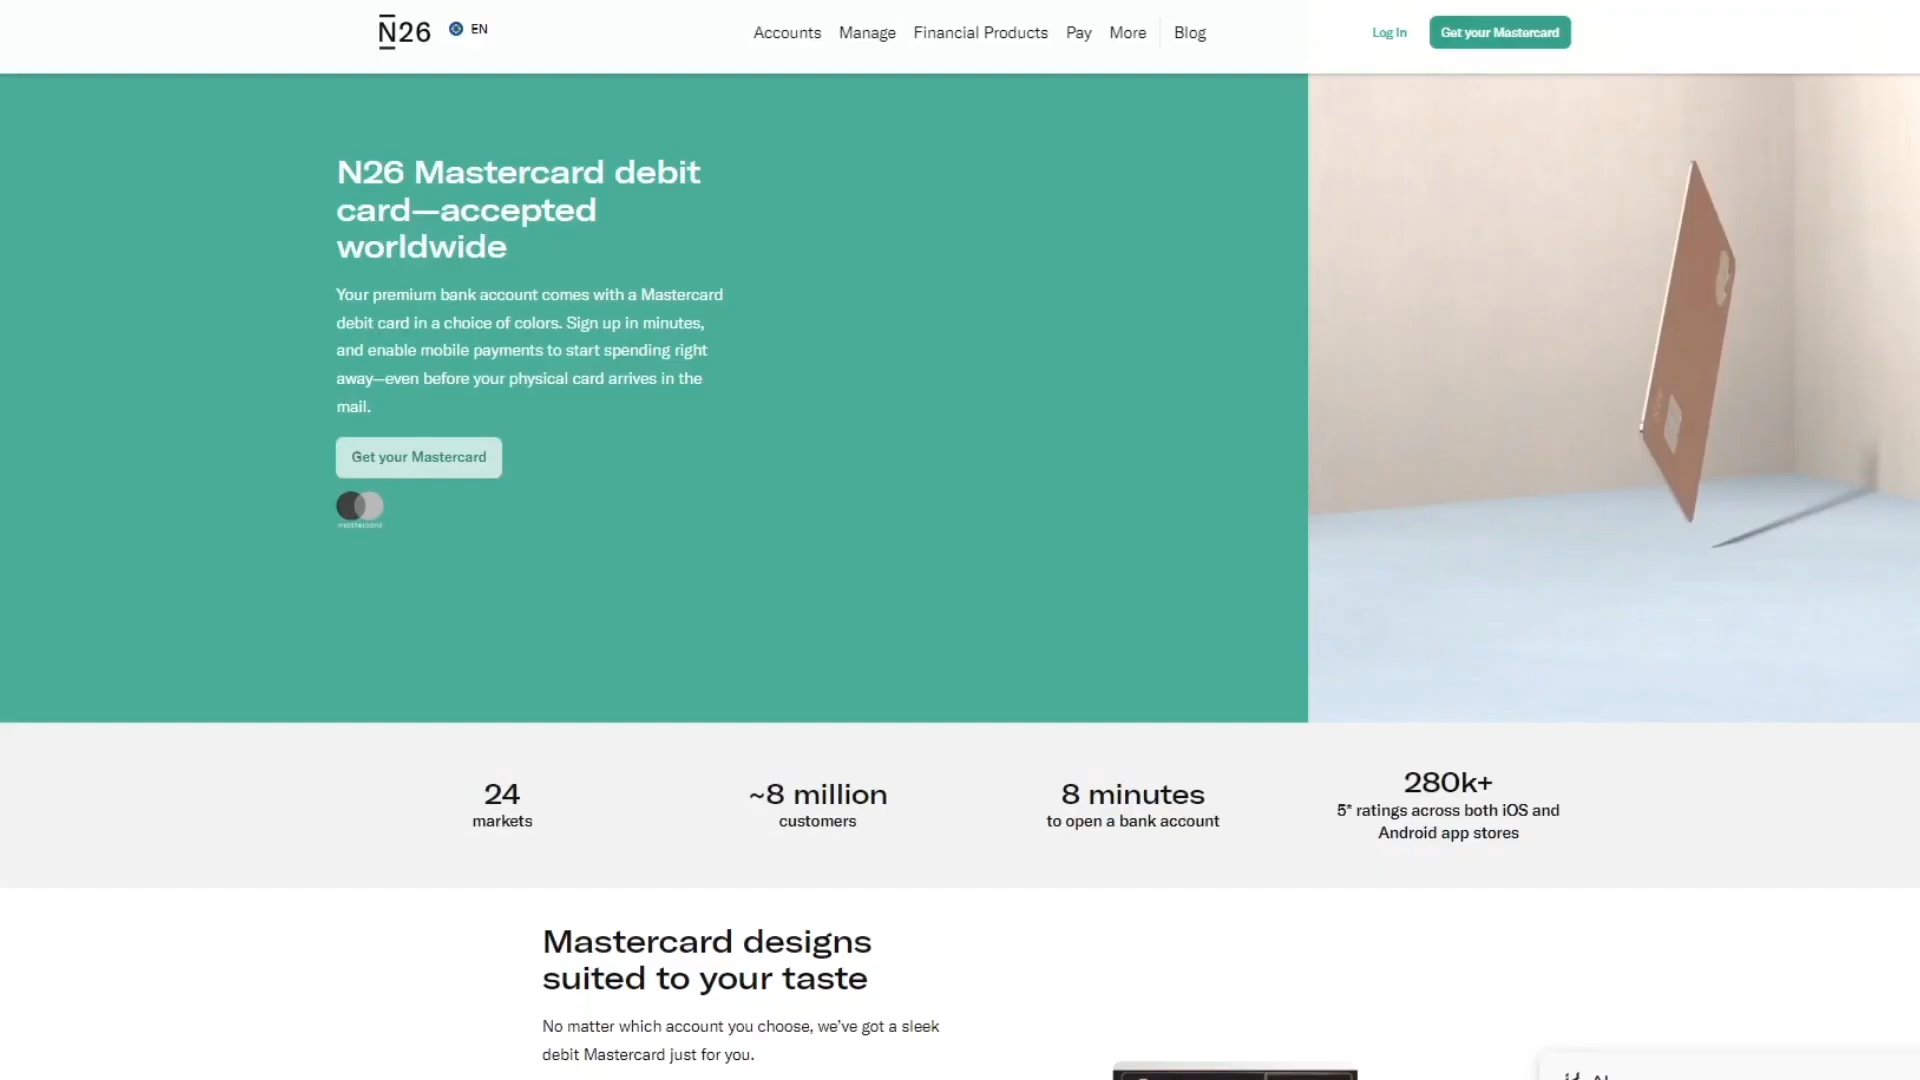 N26
EN
Accounts Manage Financial Products Pay More Blog
Log In
Get your Mastercard
N26 Mastercard debit
card—accepted
worldwide
Your premium bank account comes with a Mastercard
debit card in a choice of colors. Sign up in minutes,
and enable mobile payments to start spending right
away—even before your physical card arrives in the
mail.
Get your Mastercard
mastercard
24
markets
~8 million
customers
8 minutes
to open a bank account
280k+
5* ratings across both iOS and
Android app stores
Mastercard designs
suited to your taste
No matter which account you choose, we’ve got a sleek
debit Mastercard just for you.